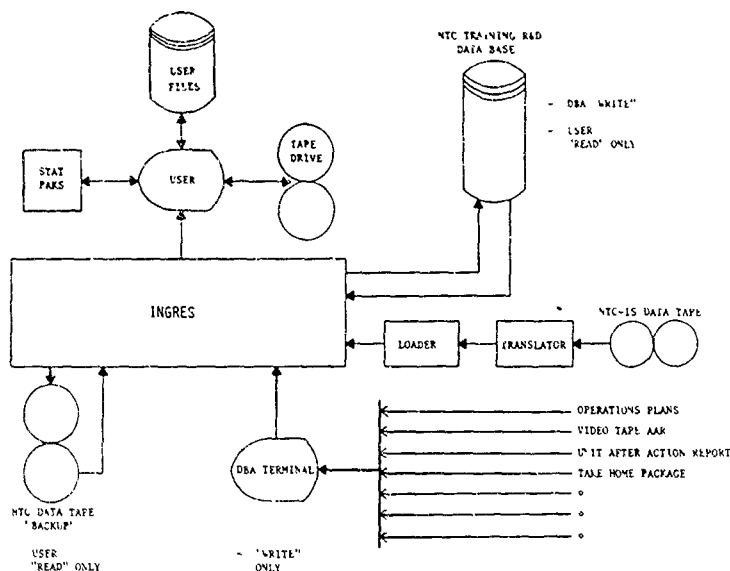 NTC TRAINING R&D
DATA BASE
USER
FILES
- DBA "WRITE"
- USER
"READ" ONLY
TAPE
DRIVE
STAT
PAKS
USER
INGRES
NTC-IS DATA TAPE
LOADER
TRANSLATOR
OPERATIONS PLANS
VIDEO TAPE AAR
UNIT AFTER ACTION REPORT
TAKE HOME PACKAGE
DBA TERMINAL
NTC DATA TAPE
"BACKUP"
USER
"READ" ONLY
- "WRITE"
ONLY